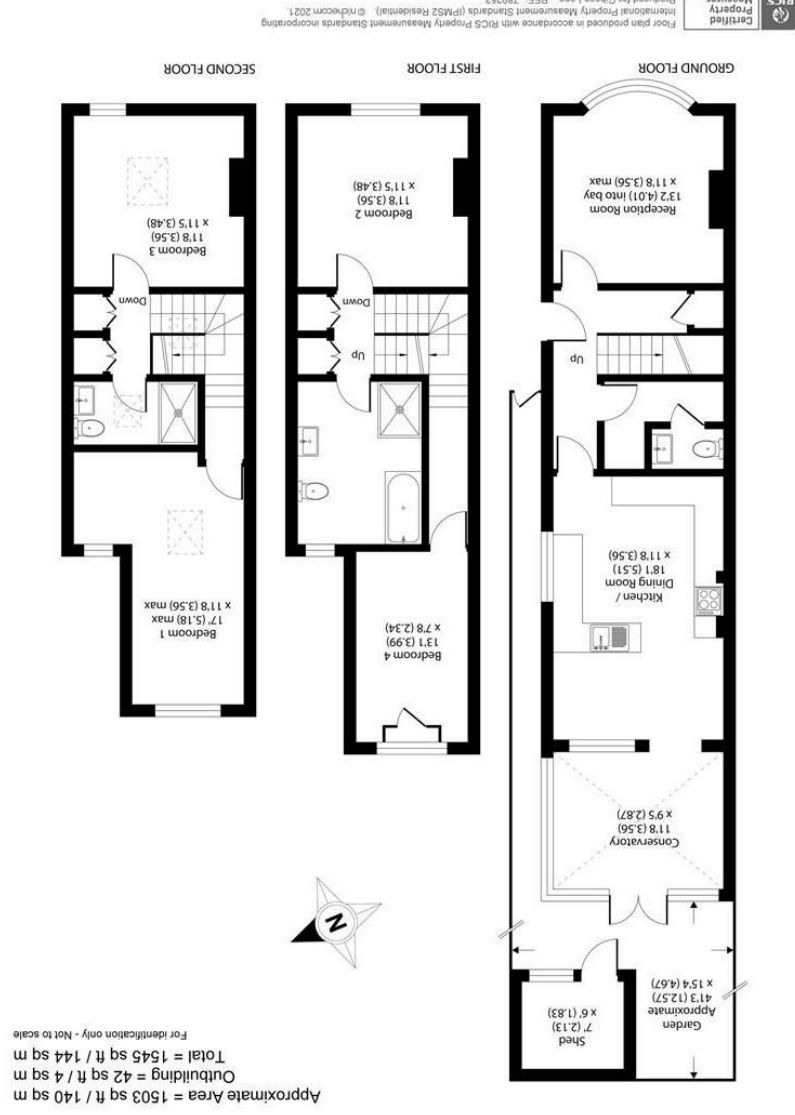 Approximate Area = 1503 sq ft / 140 sq m
Outbuilding = 42 sq ft / 4 sq m
Total = 1545 sq ft / 144 sq m
For identification only - Not to scale
Garden
Approximate
41'3 (12.57)
x 15'4 (4.67)
Shed
7' (2.13)
x 6' (1.83)
N
Conservatory
11'8 (3.56)
x 9'5 (2.87)
Kitchen /
Dining Room
18'1 (5.51)
x 11'8 (3.56)
Up
Reception Room
13'2 (4.01) into bay
x 11'8 (3.56) max
GROUND FLOOR
Bedroom 4
13'1 (3.99)
x 7'8 (2.34)
Up
Down
Bedroom 2
11'8 (3.56)
x 11'5 (3.48)
FIRST FLOOR
Bedroom 1
17' (5.18) max
x 11'8 (3.56) max
Down
Bedroom 3
11'8 (3.56)
x 11'5 (3.48)
SECOND FLOOR
RICS
Certified
Property
Measurer
Floor plan produced in accordance with RICS Property Measurement Standards incorporating
International Property Measurement Standards (IPMS2 Residential). ©nichecom 2021.
Produced for